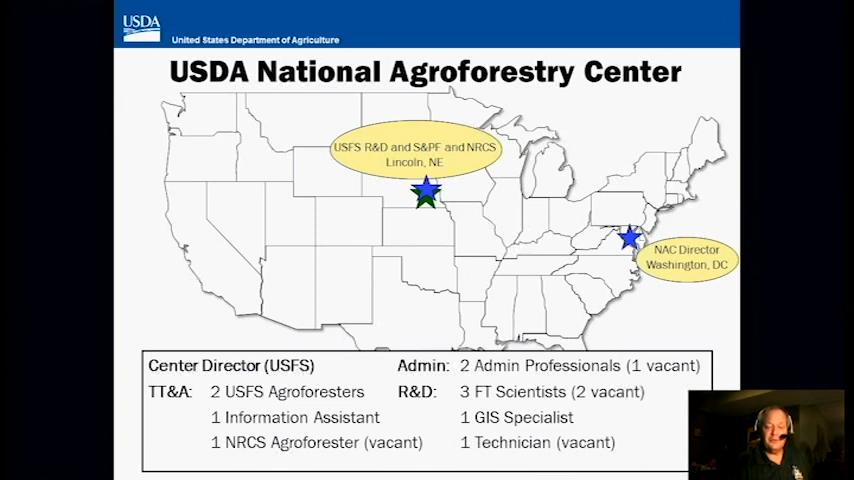 USDA
United States Department of Agriculture
USDA National Agroforestry Center
USFS R&D and S&PF and NRCS
Lincoln, NE
NAC Director
Washington, DC
Center Director (USFS)
TT&A: 2 USFS Agroforesters
1 Information Assistant
1 NRCS Agroforester (vacant)
Admin: 2 Admin Professionals (1 vacant)
R&D: 3 FT Scientists (2 vacant)
1 GIS Specialist
1 Technician (vacant)